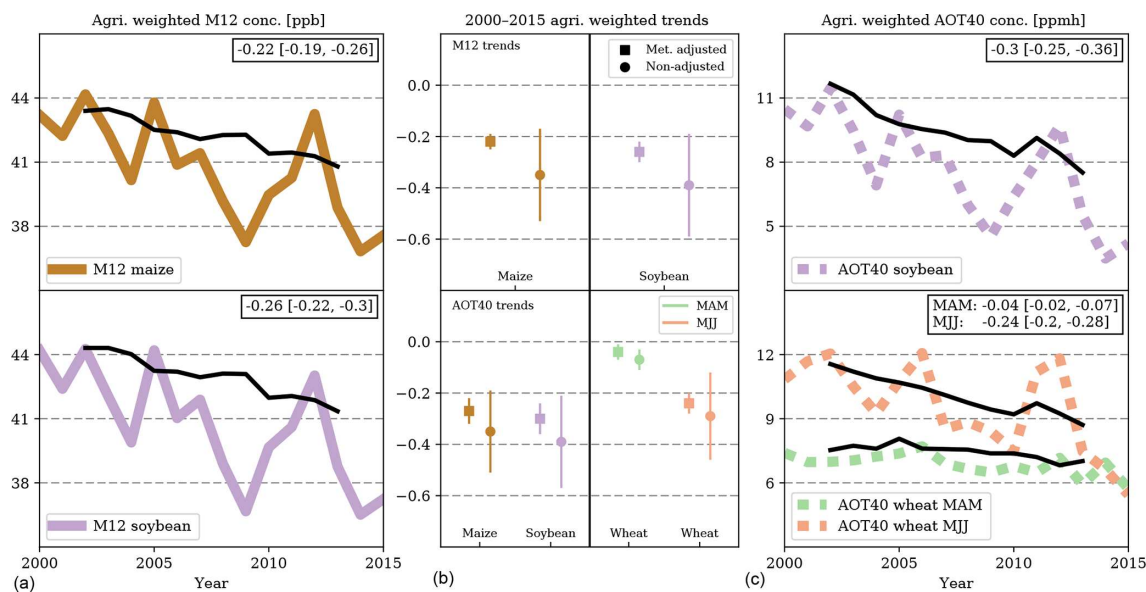 Agri. weighted M12 conc. [ppb]
-0.22 [-0.19, -0.26]
44
41
38
M12 maize
-0.26 [-0.22, -0.3]
44
41
38
M12 soybean
2000
2005
2010
2015
Year
(a)
2000–2015 agri. weighted trends
M12 trends
Met. adjusted
Non-adjusted
0.0
−0.2
−0.4
−0.6
Maize
Soybean
AOT40 trends
MAM
MJJ
0.0
−0.2
−0.4
−0.6
Maize
Soybean
Wheat
Wheat
(b)
Agri. weighted AOT40 conc. [ppmh]
-0.3 [-0.25, -0.36]
11
8
5
AOT40 soybean
MAM: -0.04 [-0.02, -0.07]
MJJ: -0.24 [-0.2, -0.28]
12
9
6
AOT40 wheat MAM
AOT40 wheat MJJ
2000
2005
2010
2015
Year
(c)